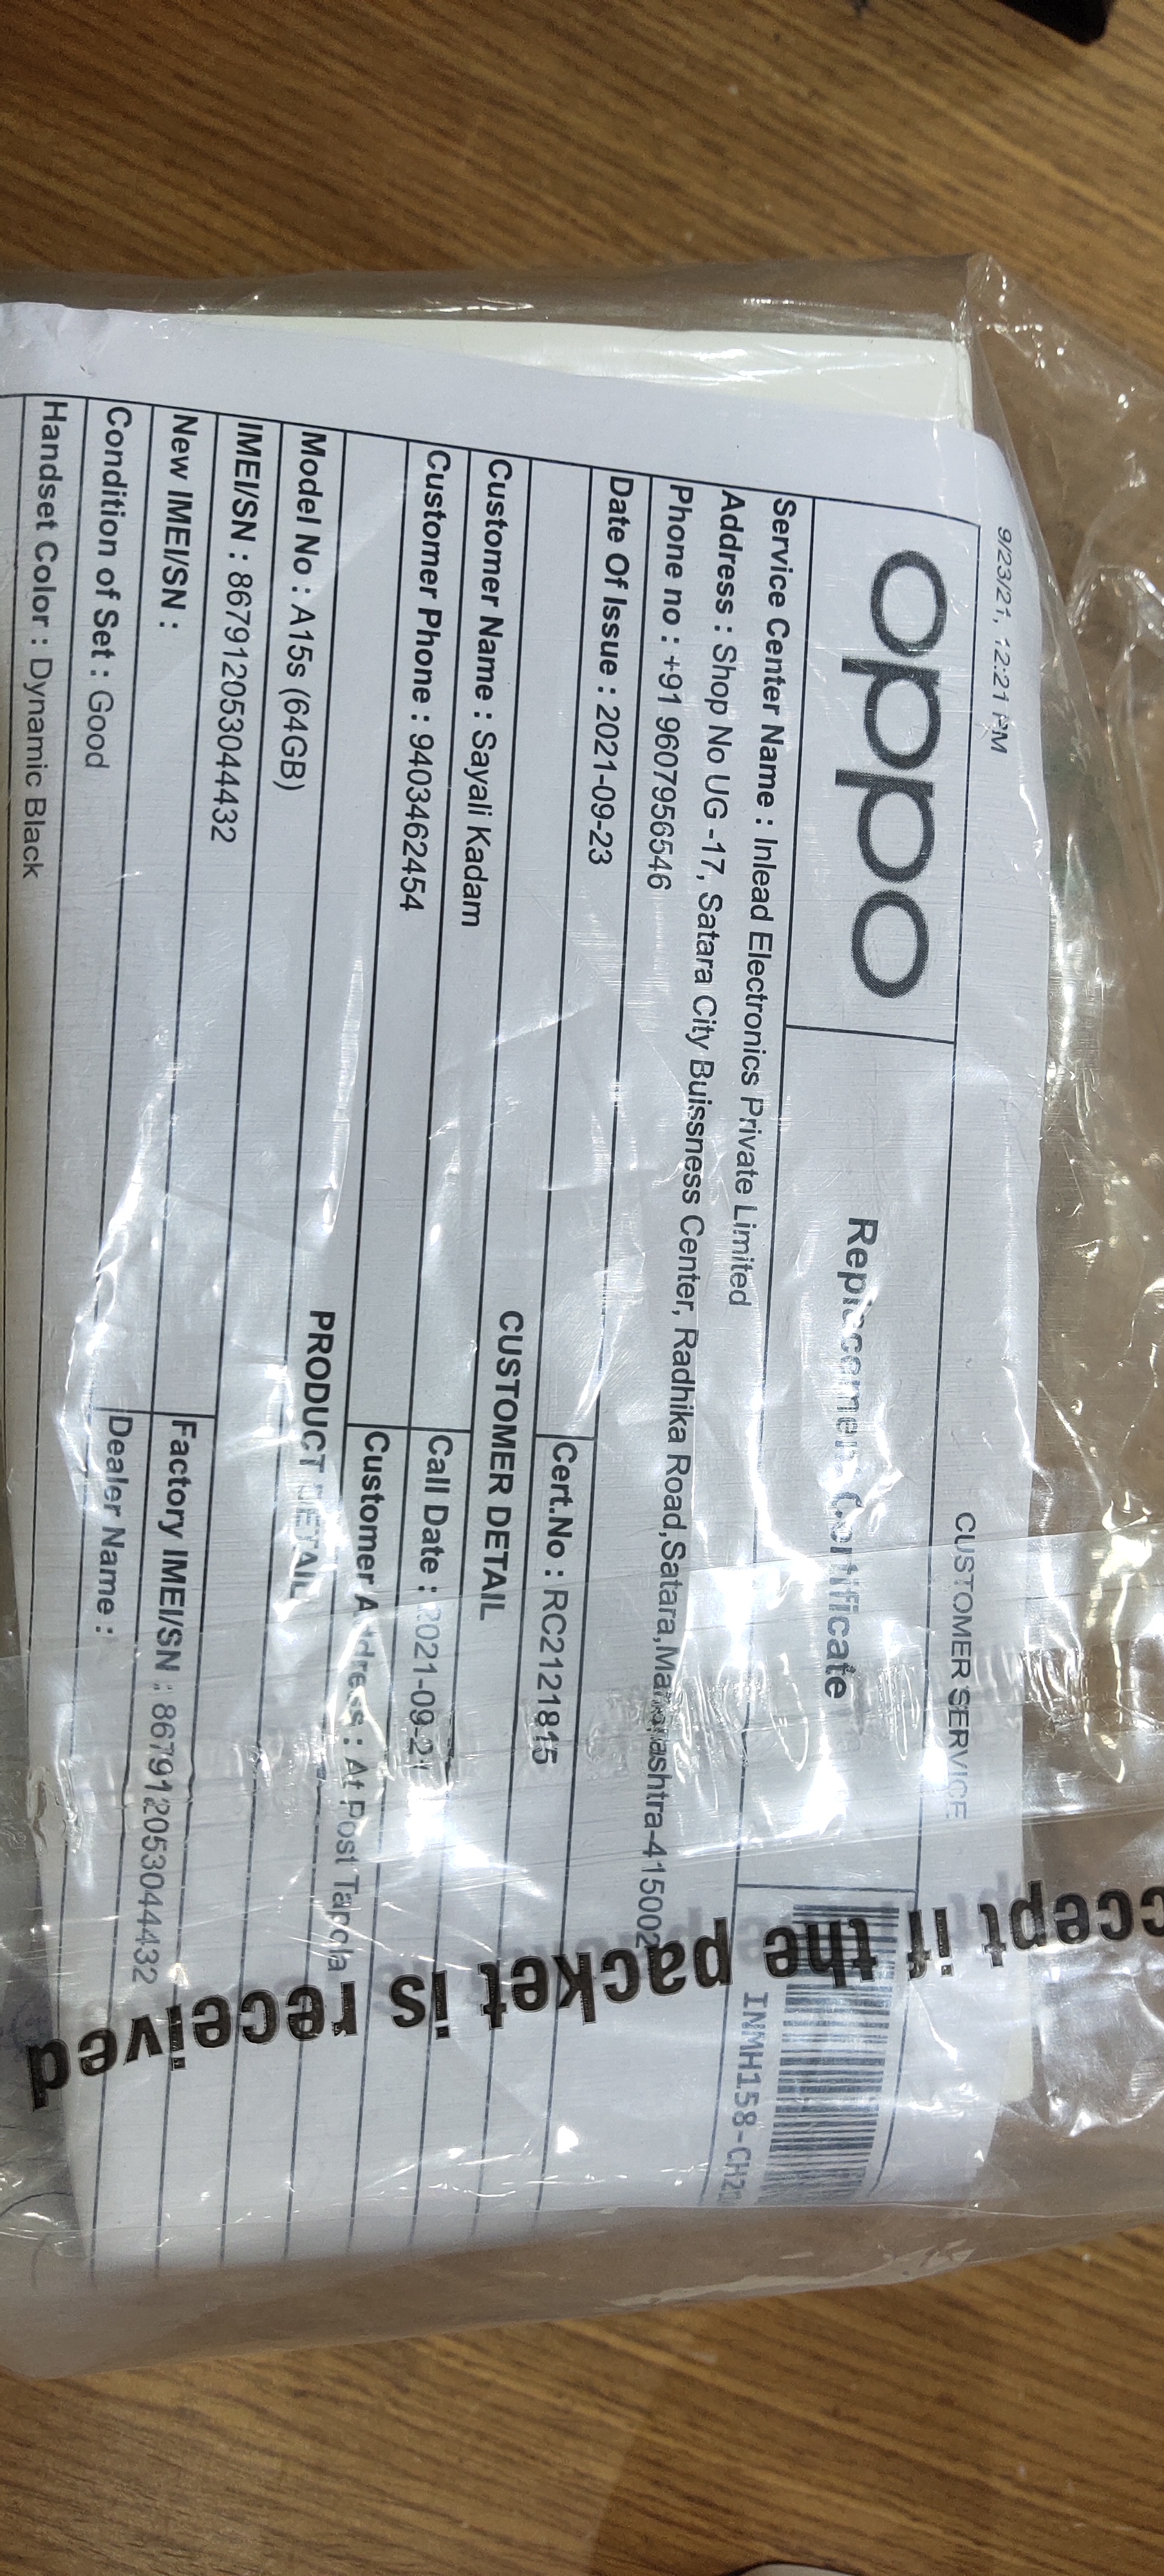 9/23/21, 12:21 PM
CUSTOMER SERVICE
oppo
Replacement Certificate
INMH158-CH2
Service Center Name : Inlead Electronics Private Limited
Address : Shop No UG -17, Satara City Buissness Center, Radhika Road,Satara,Maharashtra-415002
Phone no : +91 9607956546
Date Of Issue : 2021-09-23
Cert.No : RC2121815
CUSTOMER DETAIL
Customer Name : Sayali Kadam
Call Date : 2021-09-21
Customer Phone : 9403462454
Customer Address : At Post Tapola
PRODUCT DETAIL
Model No : A15s (64GB)
IMEI/SN : 867912053044432
Factory IMEI/SN : 867912053044432
New IMEI/SN :
Dealer Name :
Condition of Set : Good
Handset Color : Dynamic Black
ccept if the packet is received